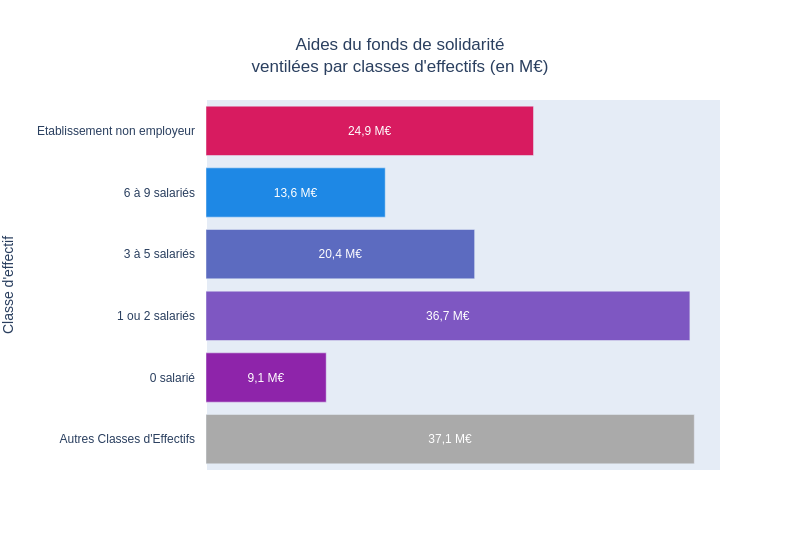 Aides du fonds de solidarité
ventilées par classes d'effectifs (en M€)
Classe d'effectif
Etablissement non employeur
24,9 M€
6 à 9 salariés
13,6 M€
3 à 5 salariés
20,4 M€
1 ou 2 salariés
36,7 M€
0 salarié
9,1 M€
Autres Classes d'Effectifs
37,1 M€